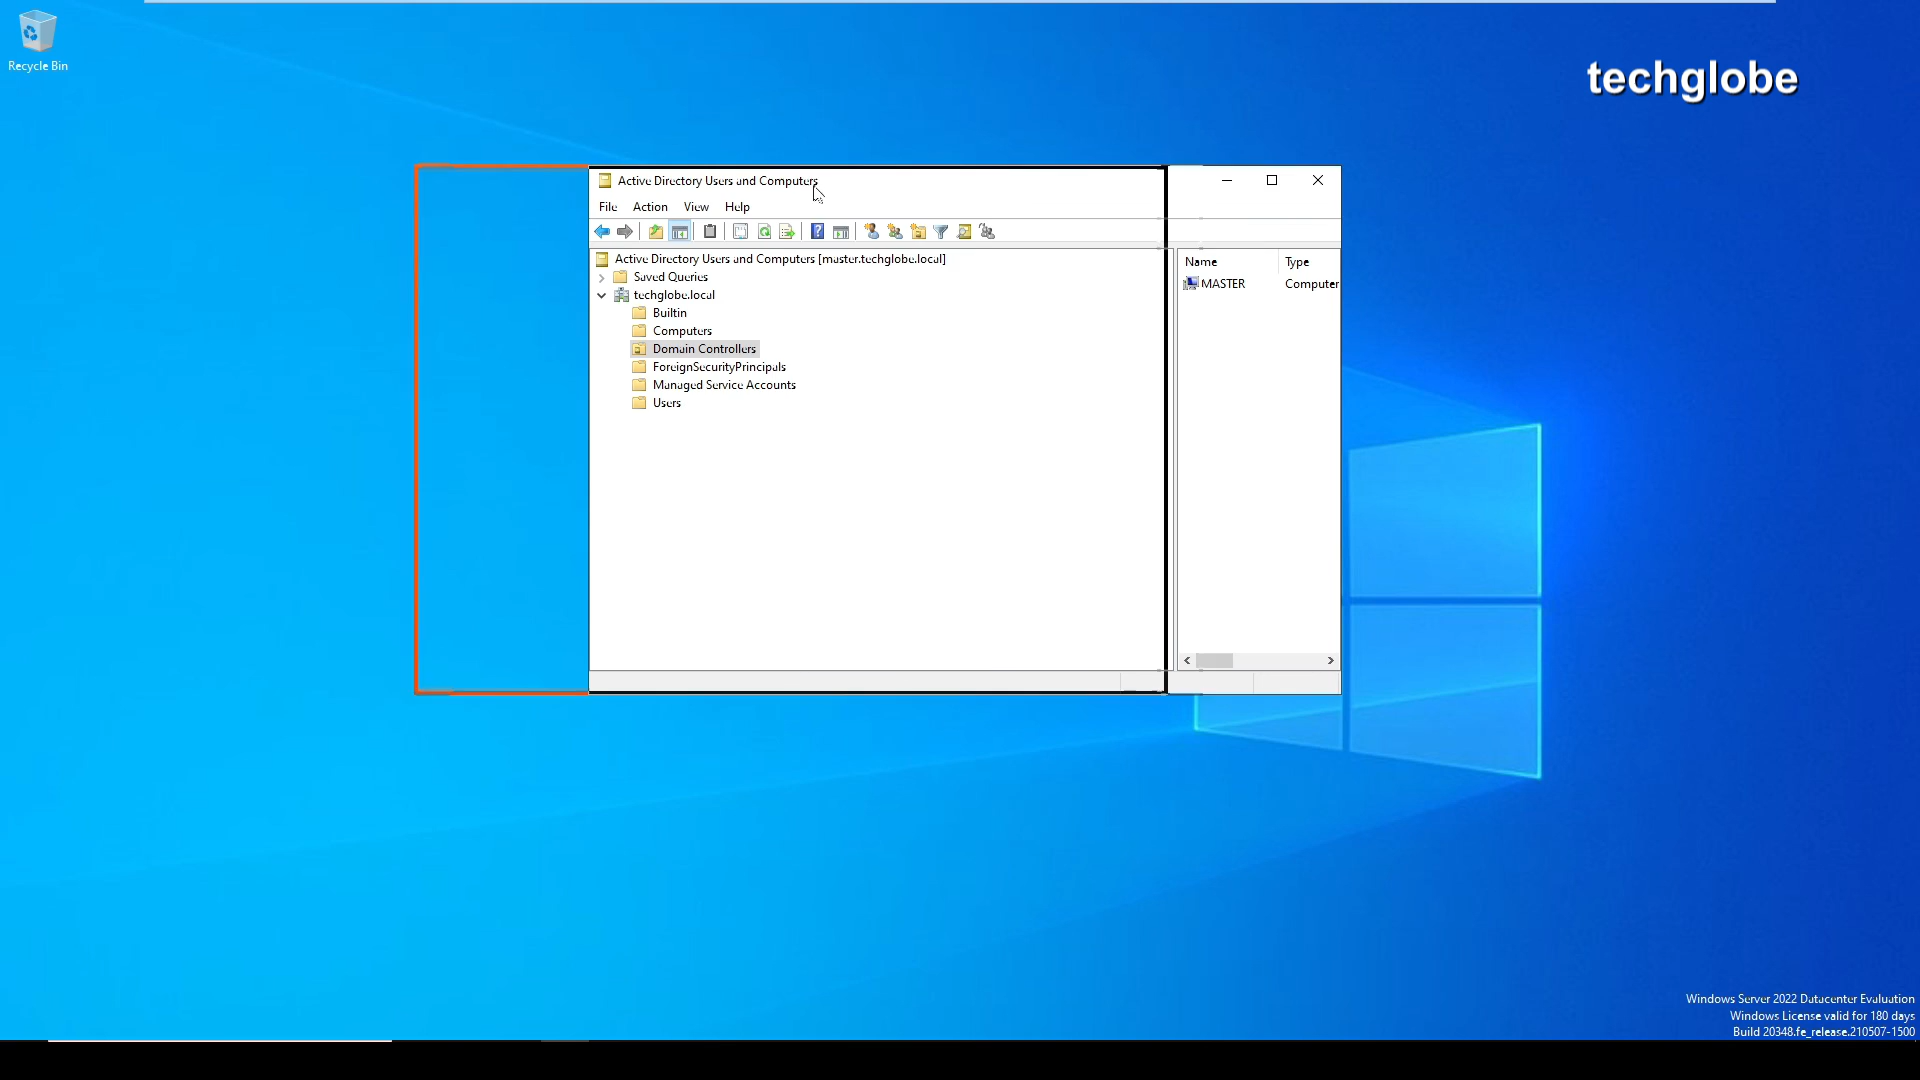 Recycle Bin
techglobe
Active Directory Users and Computers
File Action View Help
Active Directory Users and Computers [master.techglobe.local]
Saved Queries
techglobe.local
Builtin
Computers
Domain Controllers
ForeignSecurityPrincipals
Managed Service Accounts
Users
Name Type
MASTER Computer
Windows Server 2022 Datacenter Evaluation
Windows License valid for 180 days
Build 20348.fe_release.210507-1500